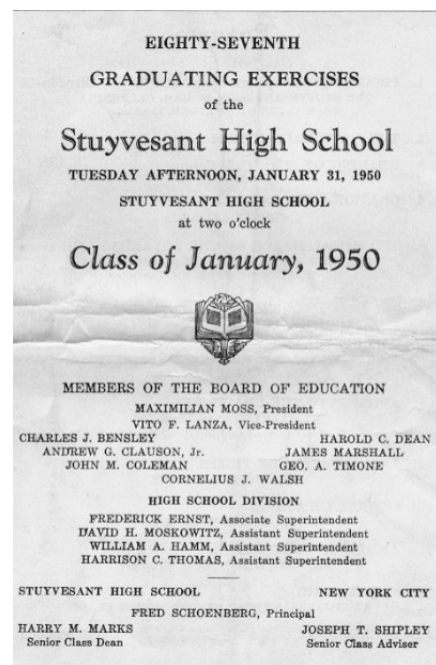 EIGHTY-SEVENTH
GRADUATING EXERCISES
of the
Stuyvesant High School
TUESDAY AFTERNOON, JANUARY 31, 1950
STUYVESANT HIGH SCHOOL
at two o'clock
Class of January, 1950
MEMBERS OF THE BOARD OF EDUCATION
MAXIMILIAN MOSS, President
VITO F. LANZA, Vice-President
CHARLES J. BENSLEY HAROLD C. DEAN
ANDREW G. CLAUSON, Jr. JAMES MARSHALL
JOHN M. COLEMAN GEO. A. TIMONE
CORNELIUS J. WALSH
HIGH SCHOOL DIVISION
FREDERICK ERNST, Associate Superintendent
DAVID H. MOSKOWITZ, Assistant Superintendent
WILLIAM A. HAMM, Assistant Superintendent
HARRISON C. THOMAS, Assistant Superintendent
STUYVESANT HIGH SCHOOL NEW YORK CITY
FRED SCHOENBERG, Principal
HARRY M. MARKS JOSEPH T. SHIPLEY
Senior Class Dean Senior Class Adviser